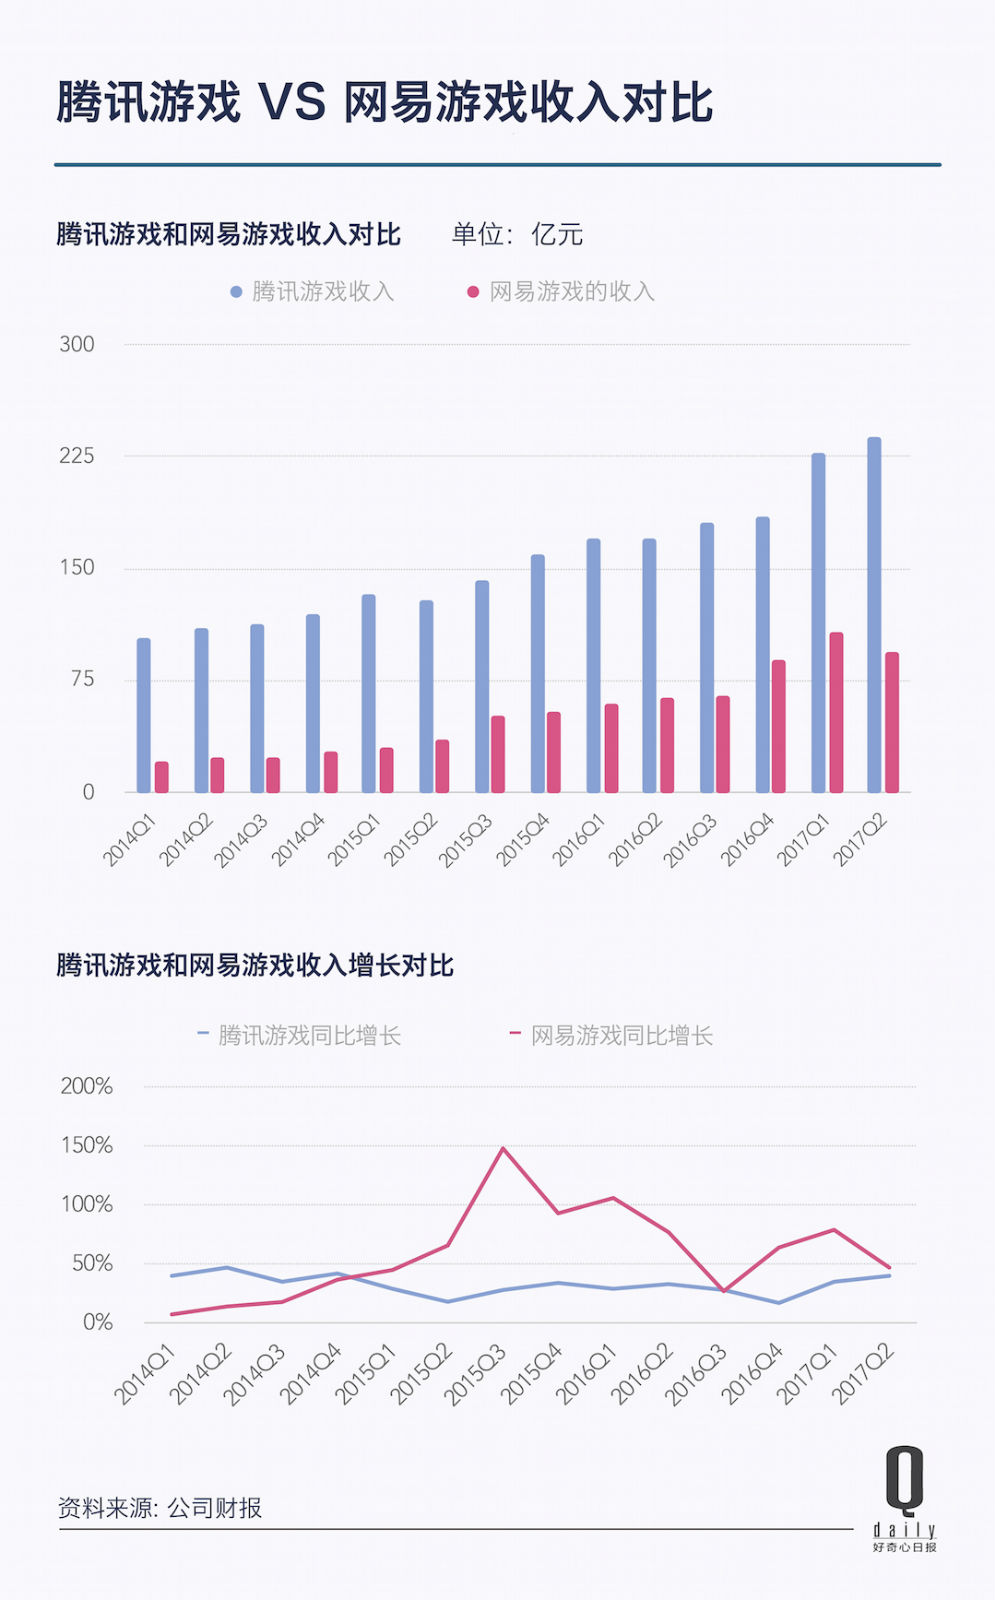 腾讯游戏 VS 网易游戏收入对比
腾讯游戏和网易游戏收入对比 单位：亿元
腾讯游戏收入 网易游戏的收入
300
225
150
75
0
2014Q1 2014Q2 2014Q3 2014Q4 2015Q1 2015Q2 2015Q3 2015Q4 2016Q1 2016Q2 2016Q3 2016Q4 2017Q1 2017Q2
腾讯游戏和网易游戏收入增长对比
腾讯游戏同比增长 网易游戏同比增长
200%
150%
100%
50%
0%
2014Q1 2014Q2 2014Q3 2014Q4 2015Q1 2015Q2 2015Q3 2015Q4 2016Q1 2016Q2 2016Q3 2016Q4 2017Q1 2017Q2
资料来源: 公司财报
Q
daily
好奇心日报